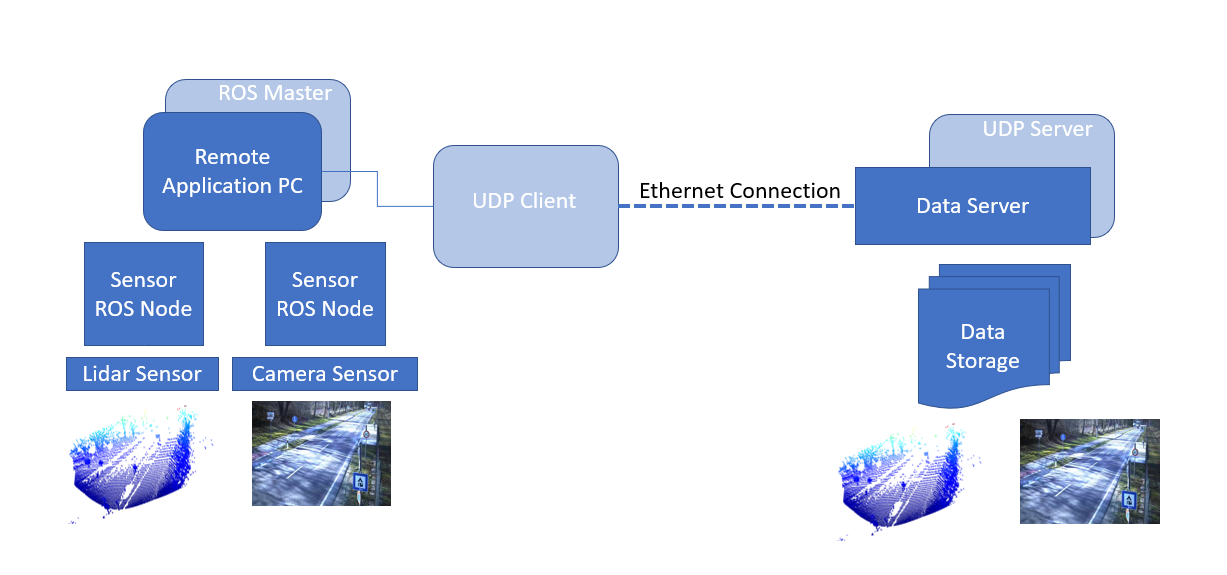 ROS Master
Remote
Application PC
Sensor
ROS Node
Sensor
ROS Node
Lidar Sensor
Camera Sensor
UDP Client
Ethernet Connection
UDP Server
Data Server
Data
Storage